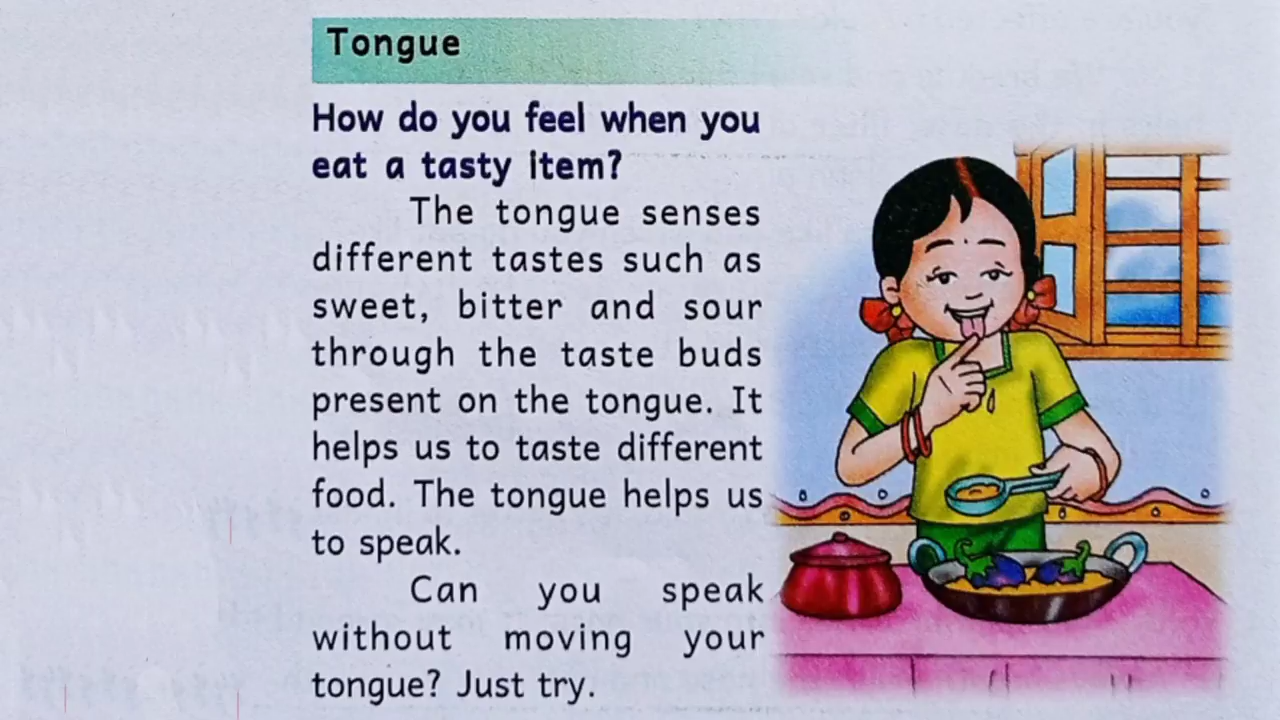 Tongue
How do you feel when you
eat a tasty item?
The tongue senses
different tastes such as
sweet, bitter and sour
through the taste buds
present on the tongue. It
helps us to taste different
food. The tongue helps us
to speak.
Can you speak
without moving your
tongue? Just try.